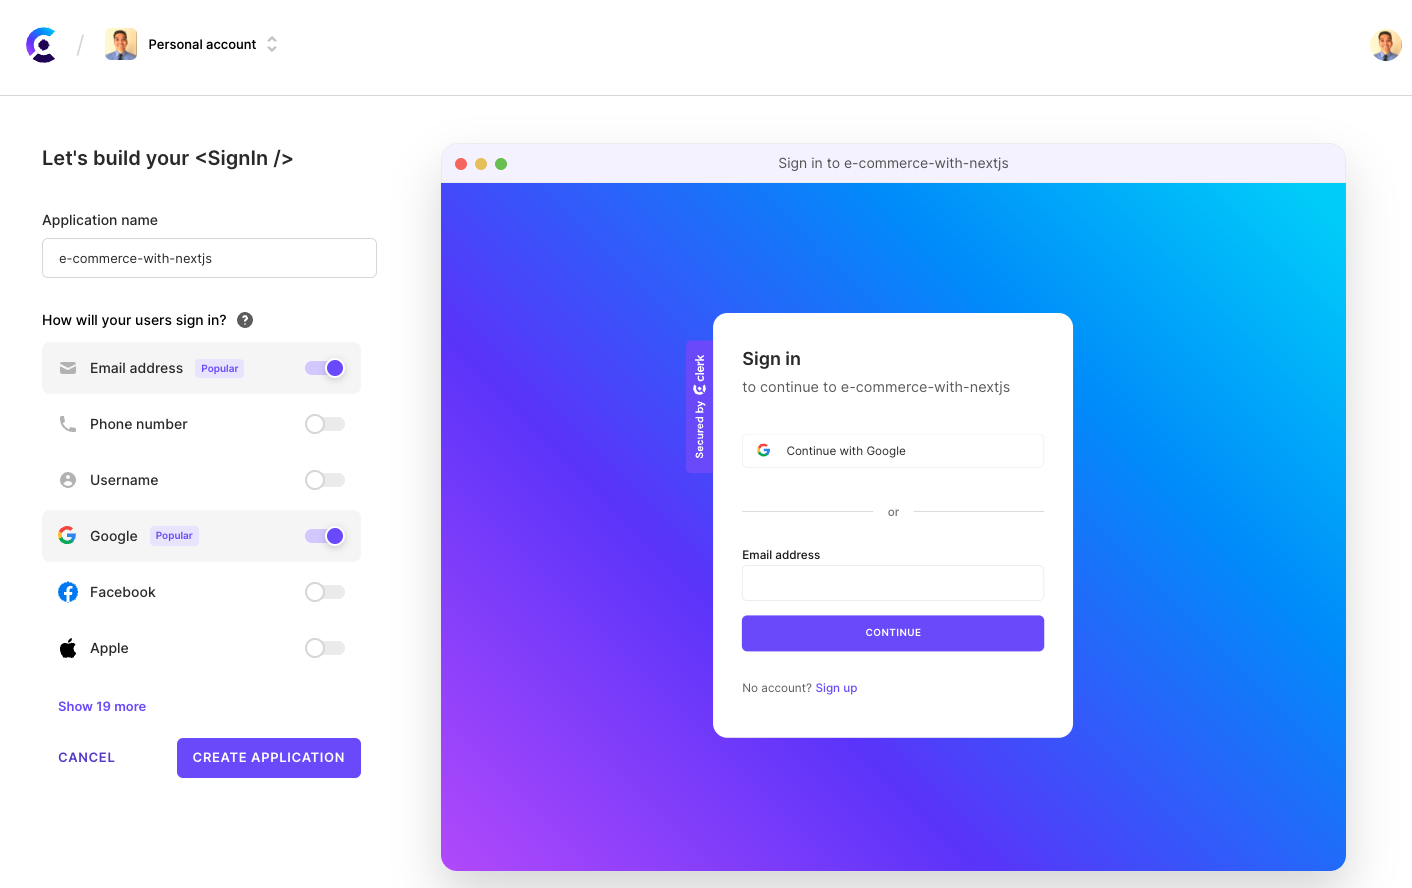 Personal account
Let's build your <SignIn />
Application name
e-commerce-with-nextjs
How will your users sign in? ?
Email address Popular
Phone number
Username
Google Popular
Facebook
Apple
Show 19 more
CANCEL CREATE APPLICATION
Sign in to e-commerce-with-nextjs
Secured by clerk
Sign in
to continue to e-commerce-with-nextjs
Continue with Google
or
Email address
CONTINUE
No account? Sign up